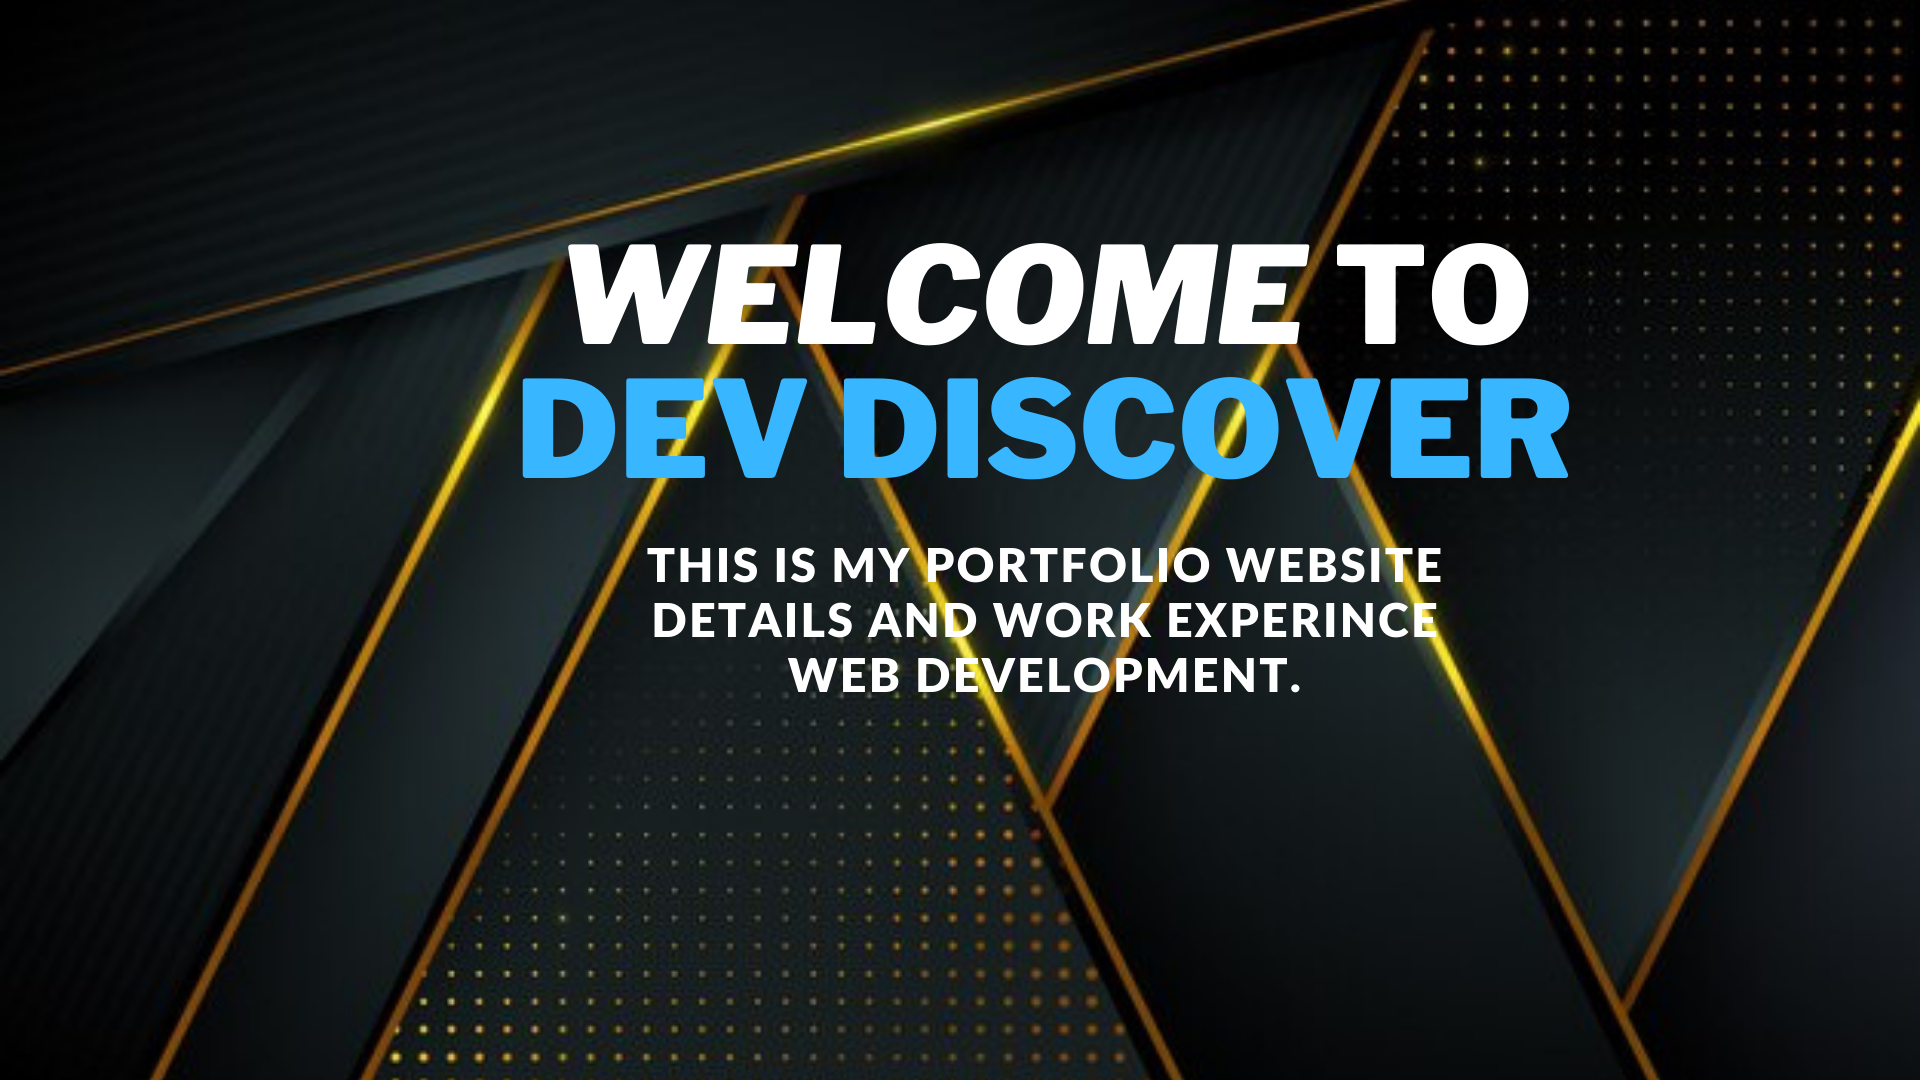 WELCOME TO
DEV DISCOVER
THIS IS MY PORTFOLIO WEBSITE
DETAILS AND WORK EXPERINCE
WEB DEVELOPMENT.